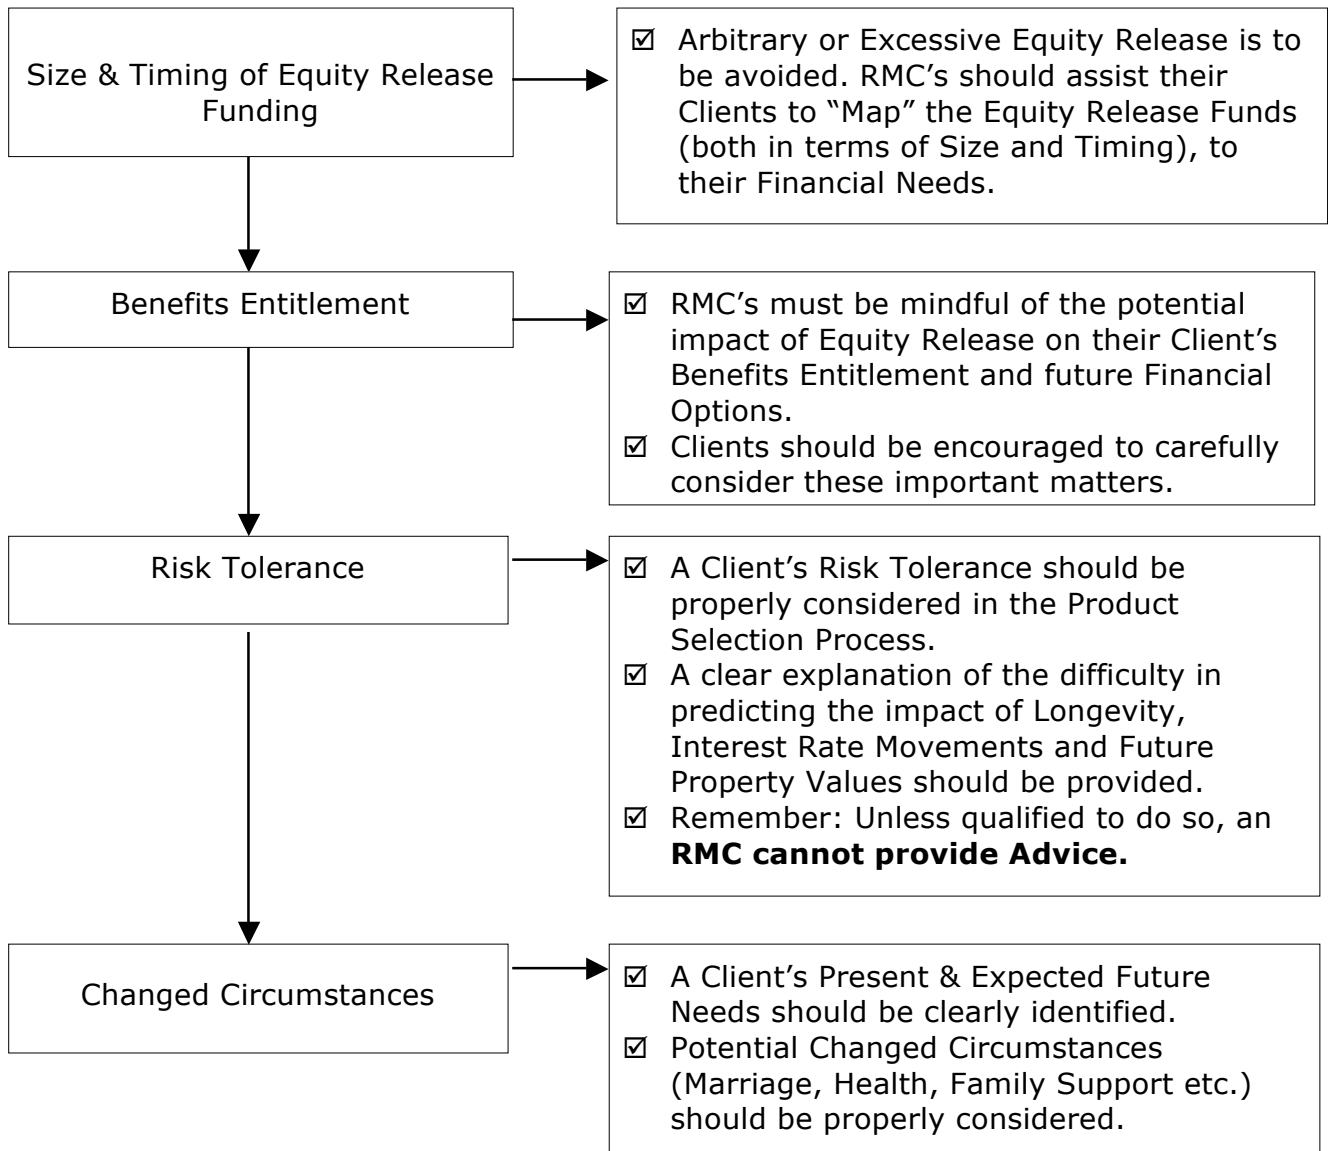 Size & Timing of Equity Release
Funding
☑ Arbitrary or Excessive Equity Release is to
be avoided. RMC’s should assist their
Clients to “Map” the Equity Release Funds
(both in terms of Size and Timing), to
their Financial Needs.
Benefits Entitlement
☑ RMC’s must be mindful of the potential
impact of Equity Release on their Client’s
Benefits Entitlement and future Financial
Options.
☑ Clients should be encouraged to carefully
consider these important matters.
Risk Tolerance
☑ A Client’s Risk Tolerance should be
properly considered in the Product
Selection Process.
☑ A clear explanation of the difficulty in
predicting the impact of Longevity,
Interest Rate Movements and Future
Property Values should be provided.
☑ Remember: Unless qualified to do so, an
RMC cannot provide Advice.
Changed Circumstances
☑ A Client’s Present & Expected Future
Needs should be clearly identified.
☑ Potential Changed Circumstances
(Marriage, Health, Family Support etc.)
should be properly considered.